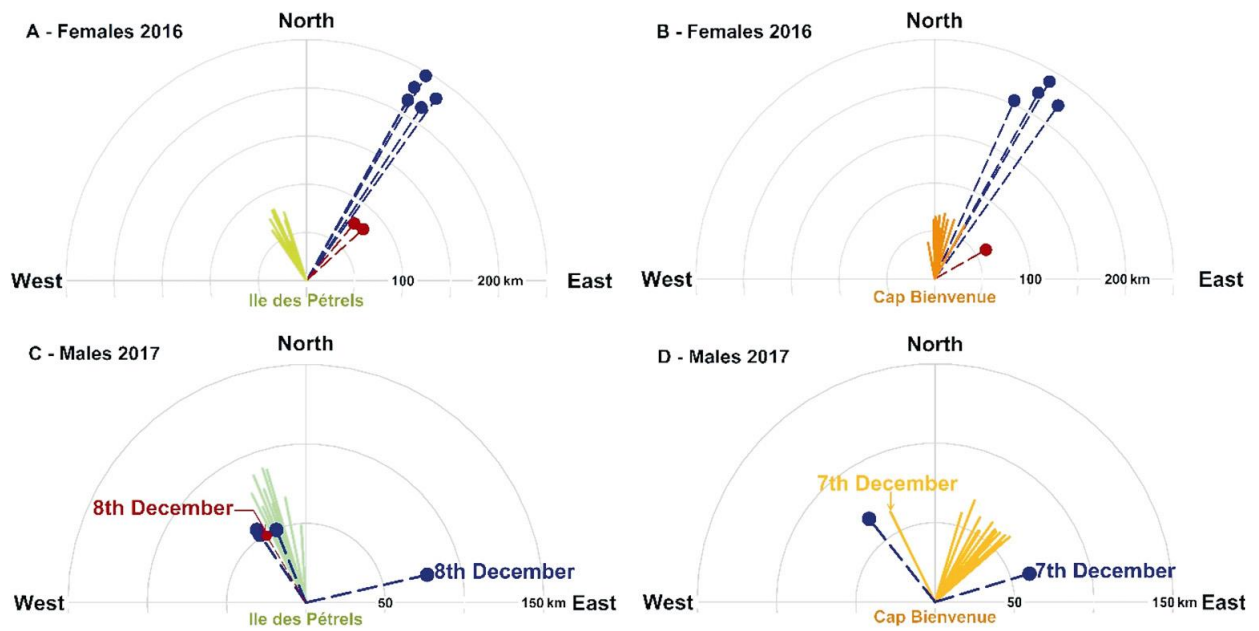 A - Females 2016
North
West
100
200 km
East
Ile des Pétrels
B - Females 2016
North
West
100
200 km
East
Cap Bienvenue
C - Males 2017
North
8th December
8th December
West
50
150 km
East
Ile des Pétrels
D - Males 2017
North
7th December
7th December
West
50
150 km
East
Cap Bienvenue